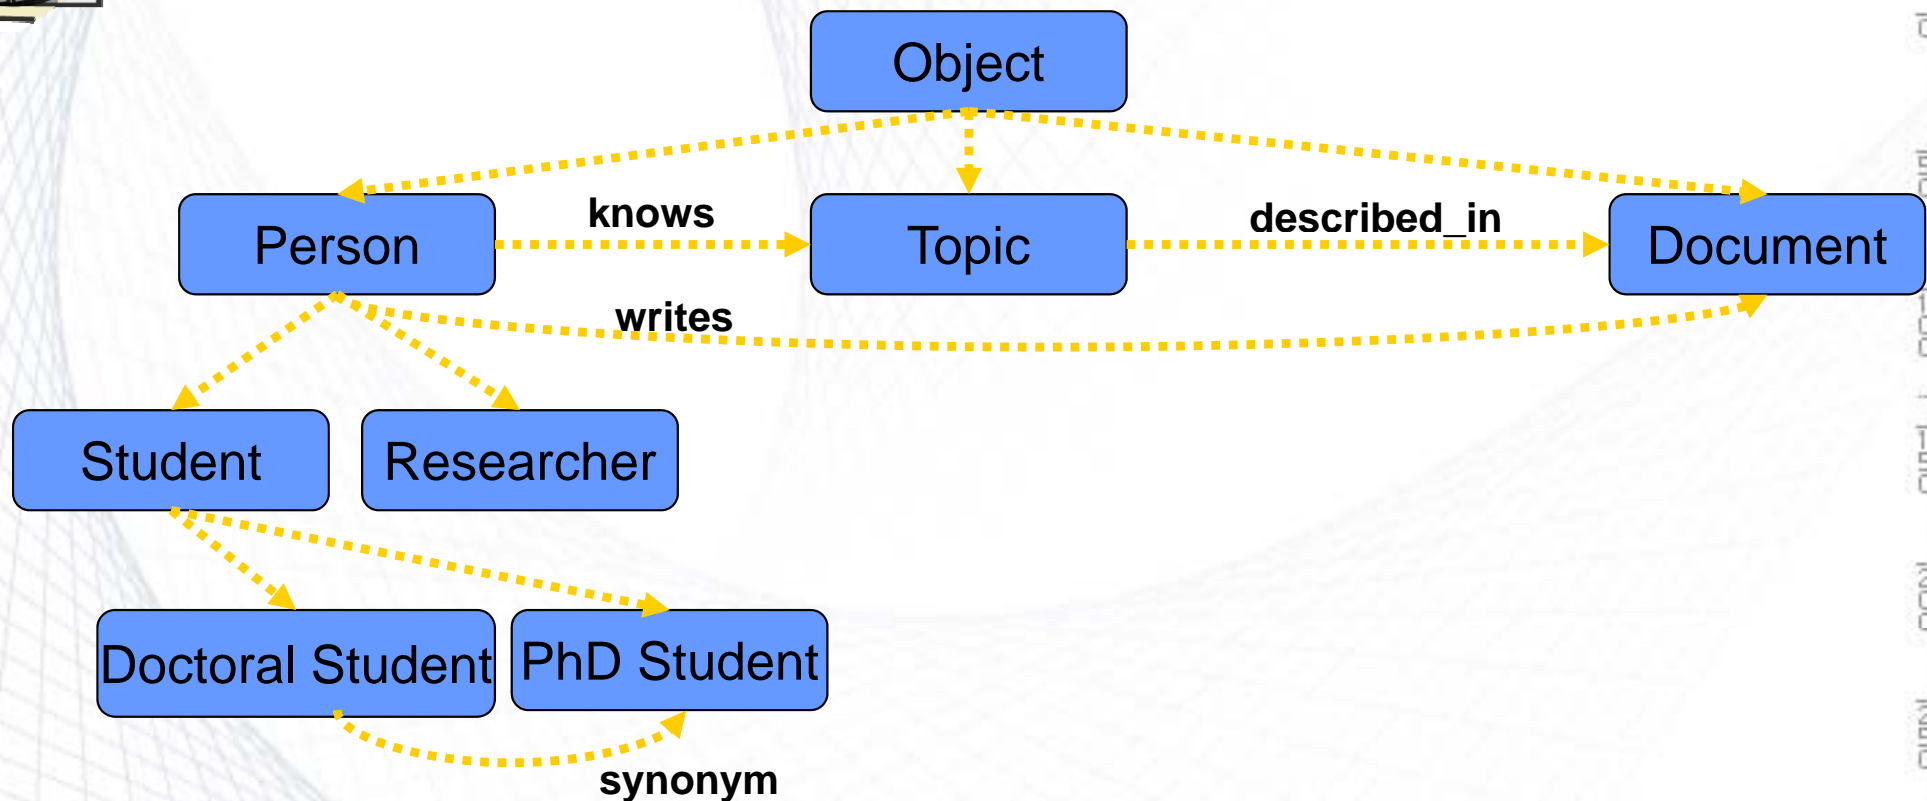 Object
knows
described_in
Person
Topic
Document
writes
Student
Researcher
Doctoral Student
PhD Student
synonym